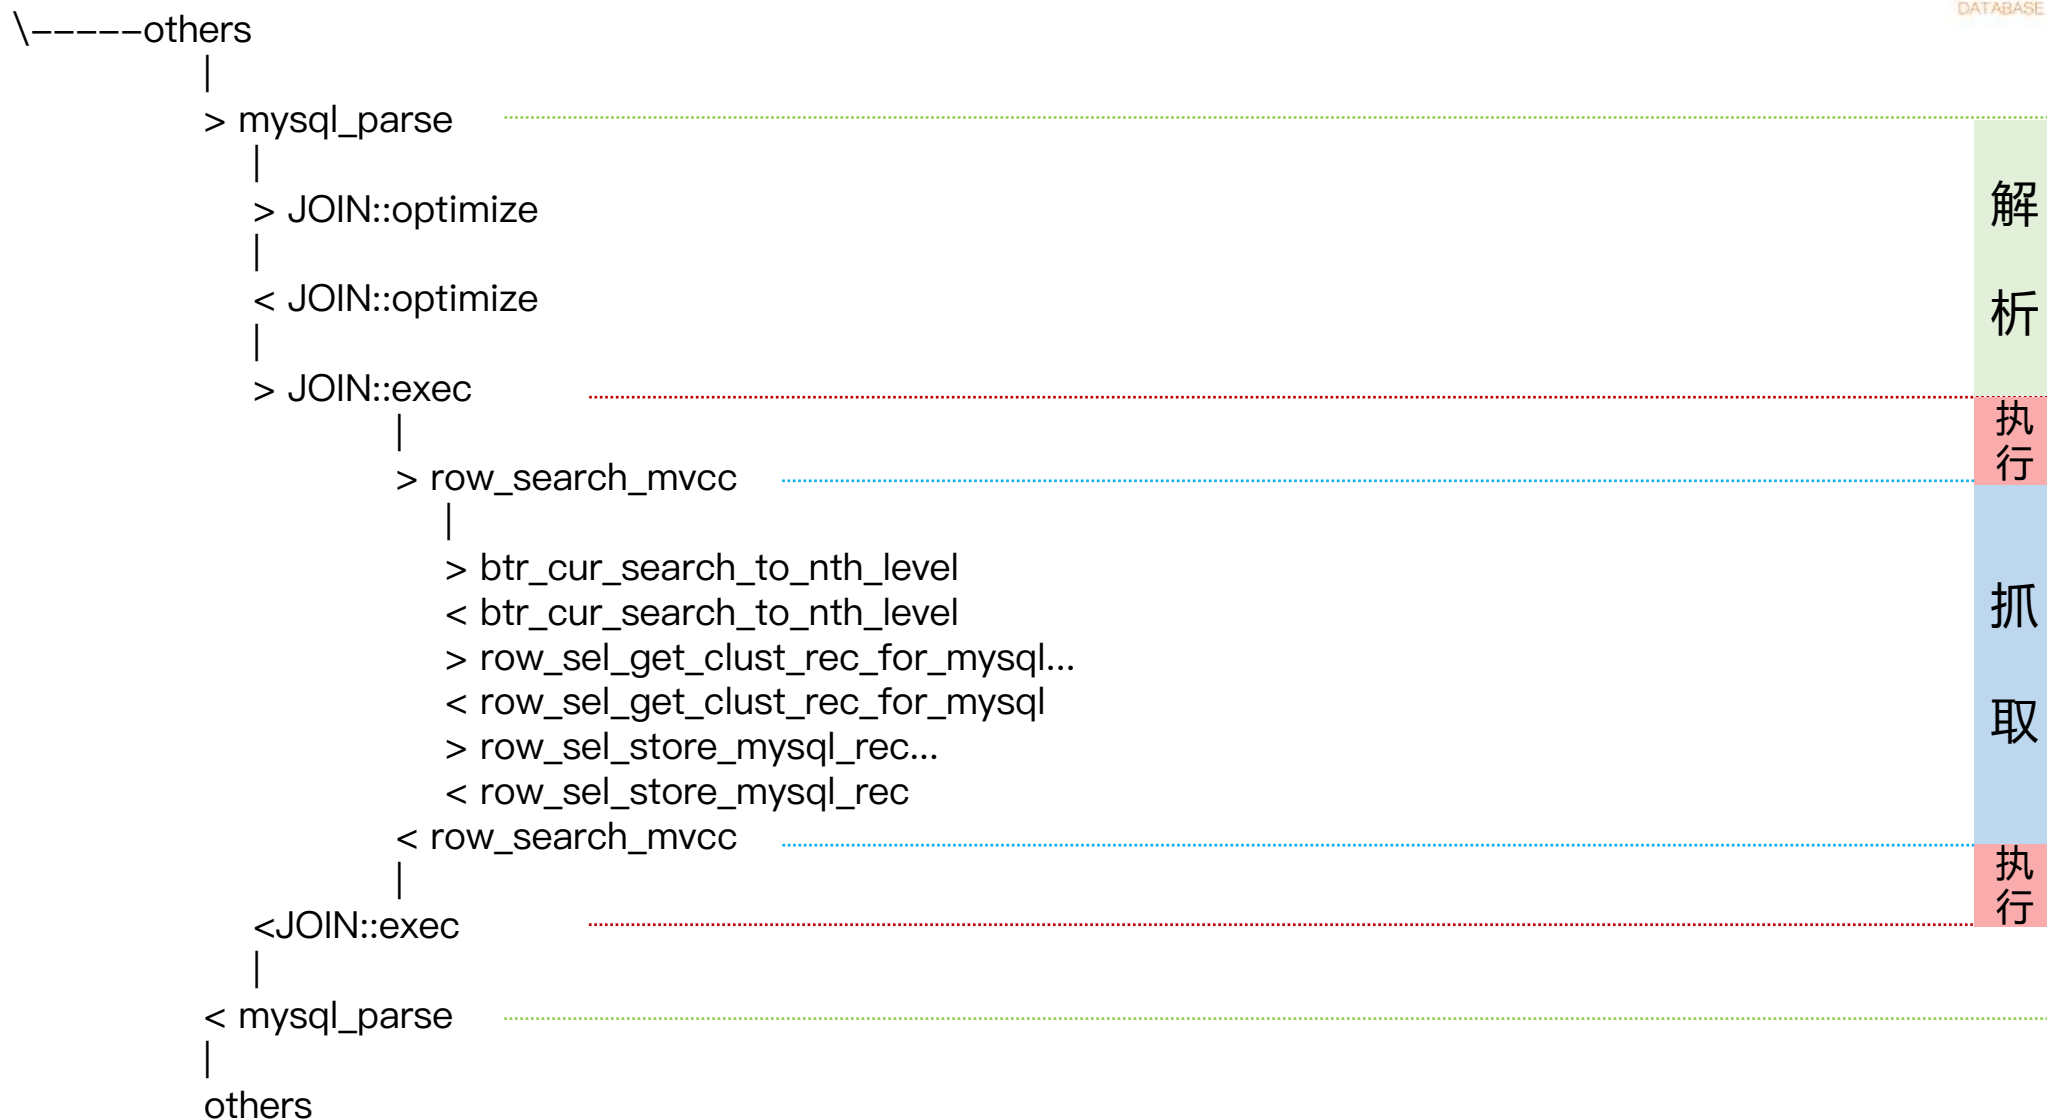 DATABASE
\-----others
|
> mysql_parse
|
> JOIN::optimize
|
< JOIN::optimize
|
> JOIN::exec
|
> row_search_mvcc
|
> btr_cur_search_to_nth_level
< btr_cur_search_to_nth_level
> row_sel_get_clust_rec_for_mysql...
< row_sel_get_clust_rec_for_mysql
> row_sel_store_mysql_rec...
< row_sel_store_mysql_rec
< row_search_mvcc
|
<JOIN::exec
|
< mysql_parse
|
others
解
析
执
行
抓
取
执
行